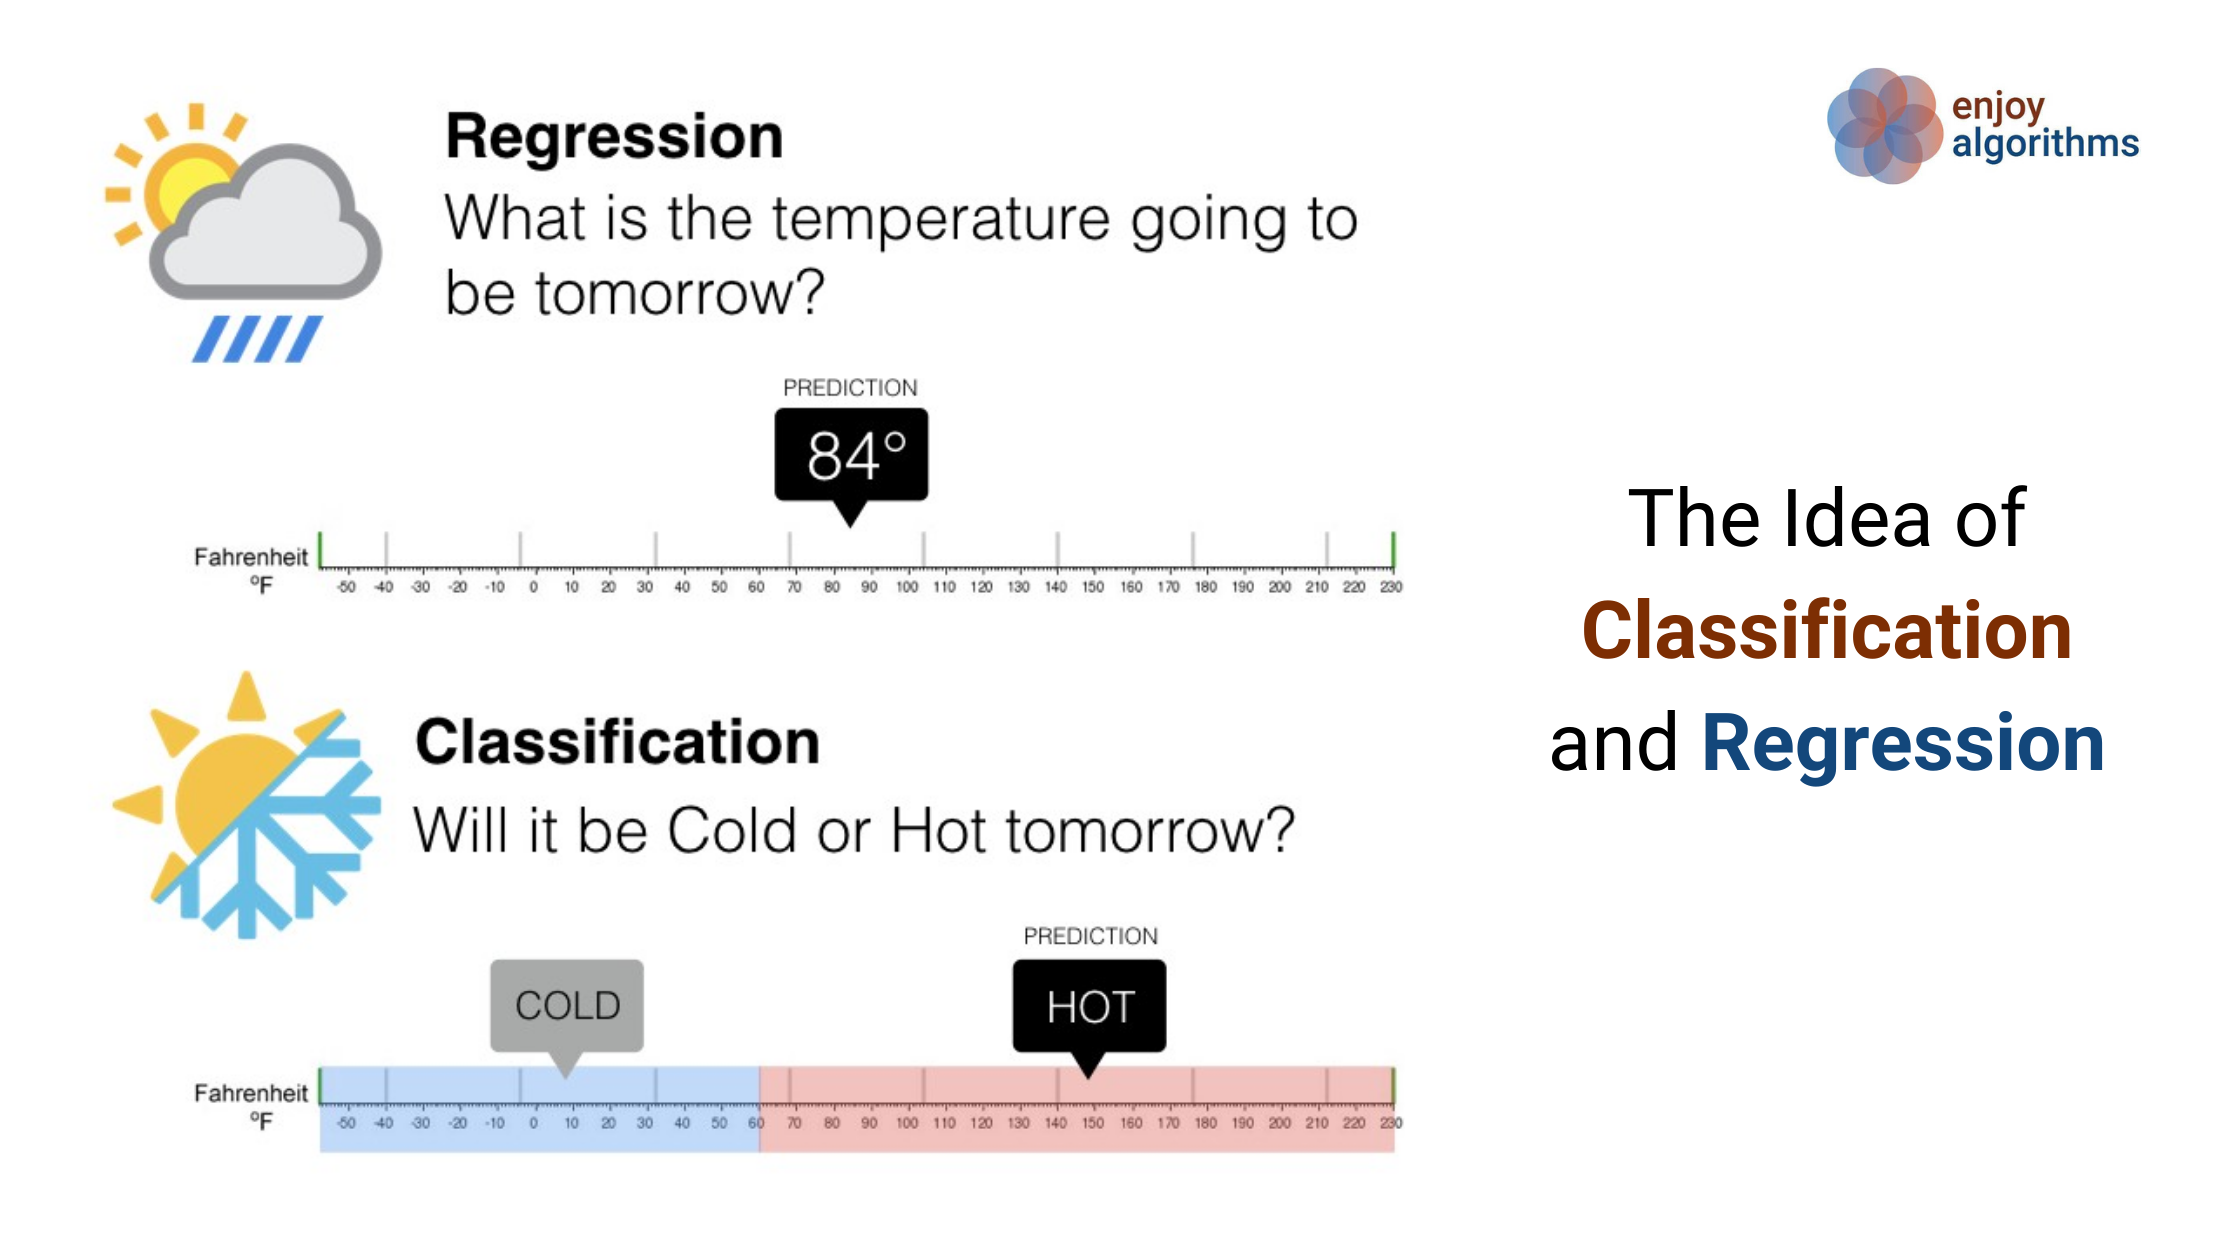 enjoy
algorithms
Regression
What is the temperature going to
be tomorrow?
PREDICTION
84°
Fahrenheit
°F
-50 -40 -30 -20 -10 0 10 20 30 40 50 60 70 80 90 100 110 120 130 140 150 160 170 180 190 200 210 220 230
Classification
Will it be Cold or Hot tomorrow?
PREDICTION
COLD
HOT
Fahrenheit
°F
-50 -40 -30 -20 -10 0 10 20 30 40 50 60 70 80 90 100 110 120 130 140 150 160 170 180 190 200 210 220 230
The Idea of
Classification
and Regression